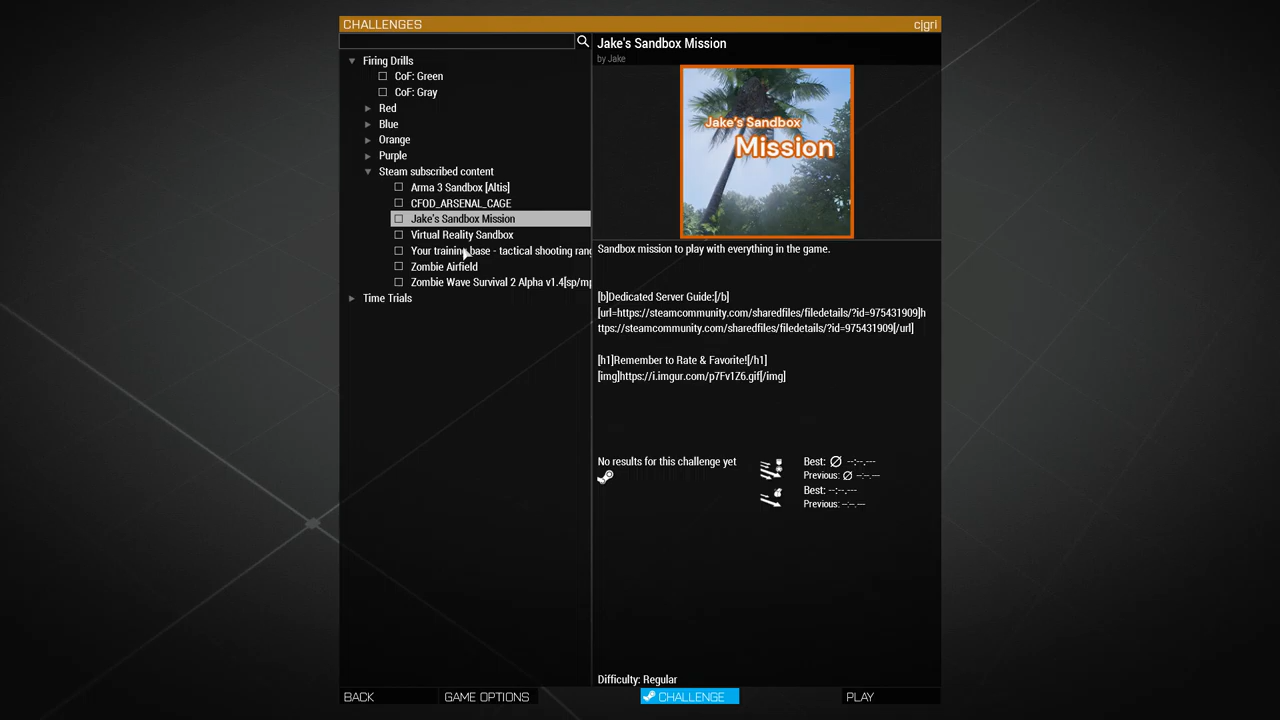 CHALLENGES
c|gri
Firing Drills
CoF: Green
CoF: Gray
Red
Blue
Orange
Purple
Steam subscribed content
Arma 3 Sandbox [Altis]
CFOD_ARSENAL_CAGE
Jake's Sandbox Mission
Virtual Reality Sandbox
Your training base - tactical shooting rang
Zombie Airfield
Zombie Wave Survival 2 Alpha v1.4[sp/mp
Time Trials
Jake's Sandbox Mission
by Jake
Jake's Sandbox
Mission
Sandbox mission to play with everything in the game.
[b]Dedicated Server Guide:[/b]
[url=https://steamcommunity.com/sharedfiles/filedetails/?id=975431909]h
ttps://steamcommunity.com/sharedfiles/filedetails/?id=975431909[/url]
[h1]Remember to Rate & Favorite![/h1]
[img]https://i.imgur.com/p7Fv1Z6.gif[/img]
No results for this challenge yet
Best: --:--.---
Previous: --:--.---
Best: --:--.---
Previous: --:--.---
Difficulty: Regular
BACK
GAME OPTIONS
CHALLENGE
PLAY